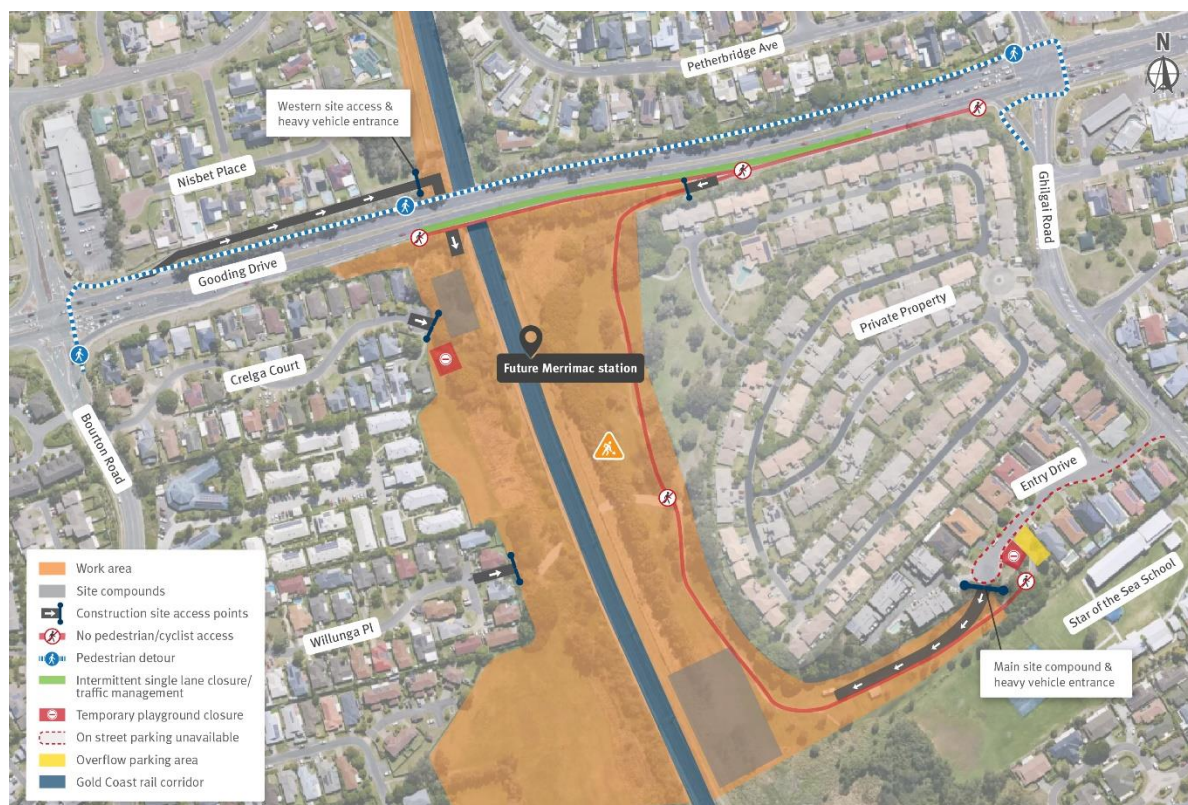 Petherbridge Ave
N
Western site access &
heavy vehicle entrance
Nisbet Place
Ghilgai Road
Gooding Drive
Private Property
Future Merrimac station
Crelga Court
Bourton Road
Entry Drive
Star of the Sea School
Willunga Pl
Main site compound &
heavy vehicle entrance
Work area
Site compounds
Construction site access points
No pedestrian/cyclist access
Pedestrian detour
Intermittent single lane closure/
traffic management
Temporary playground closure
On street parking unavailable
Overflow parking area
Gold Coast rail corridor